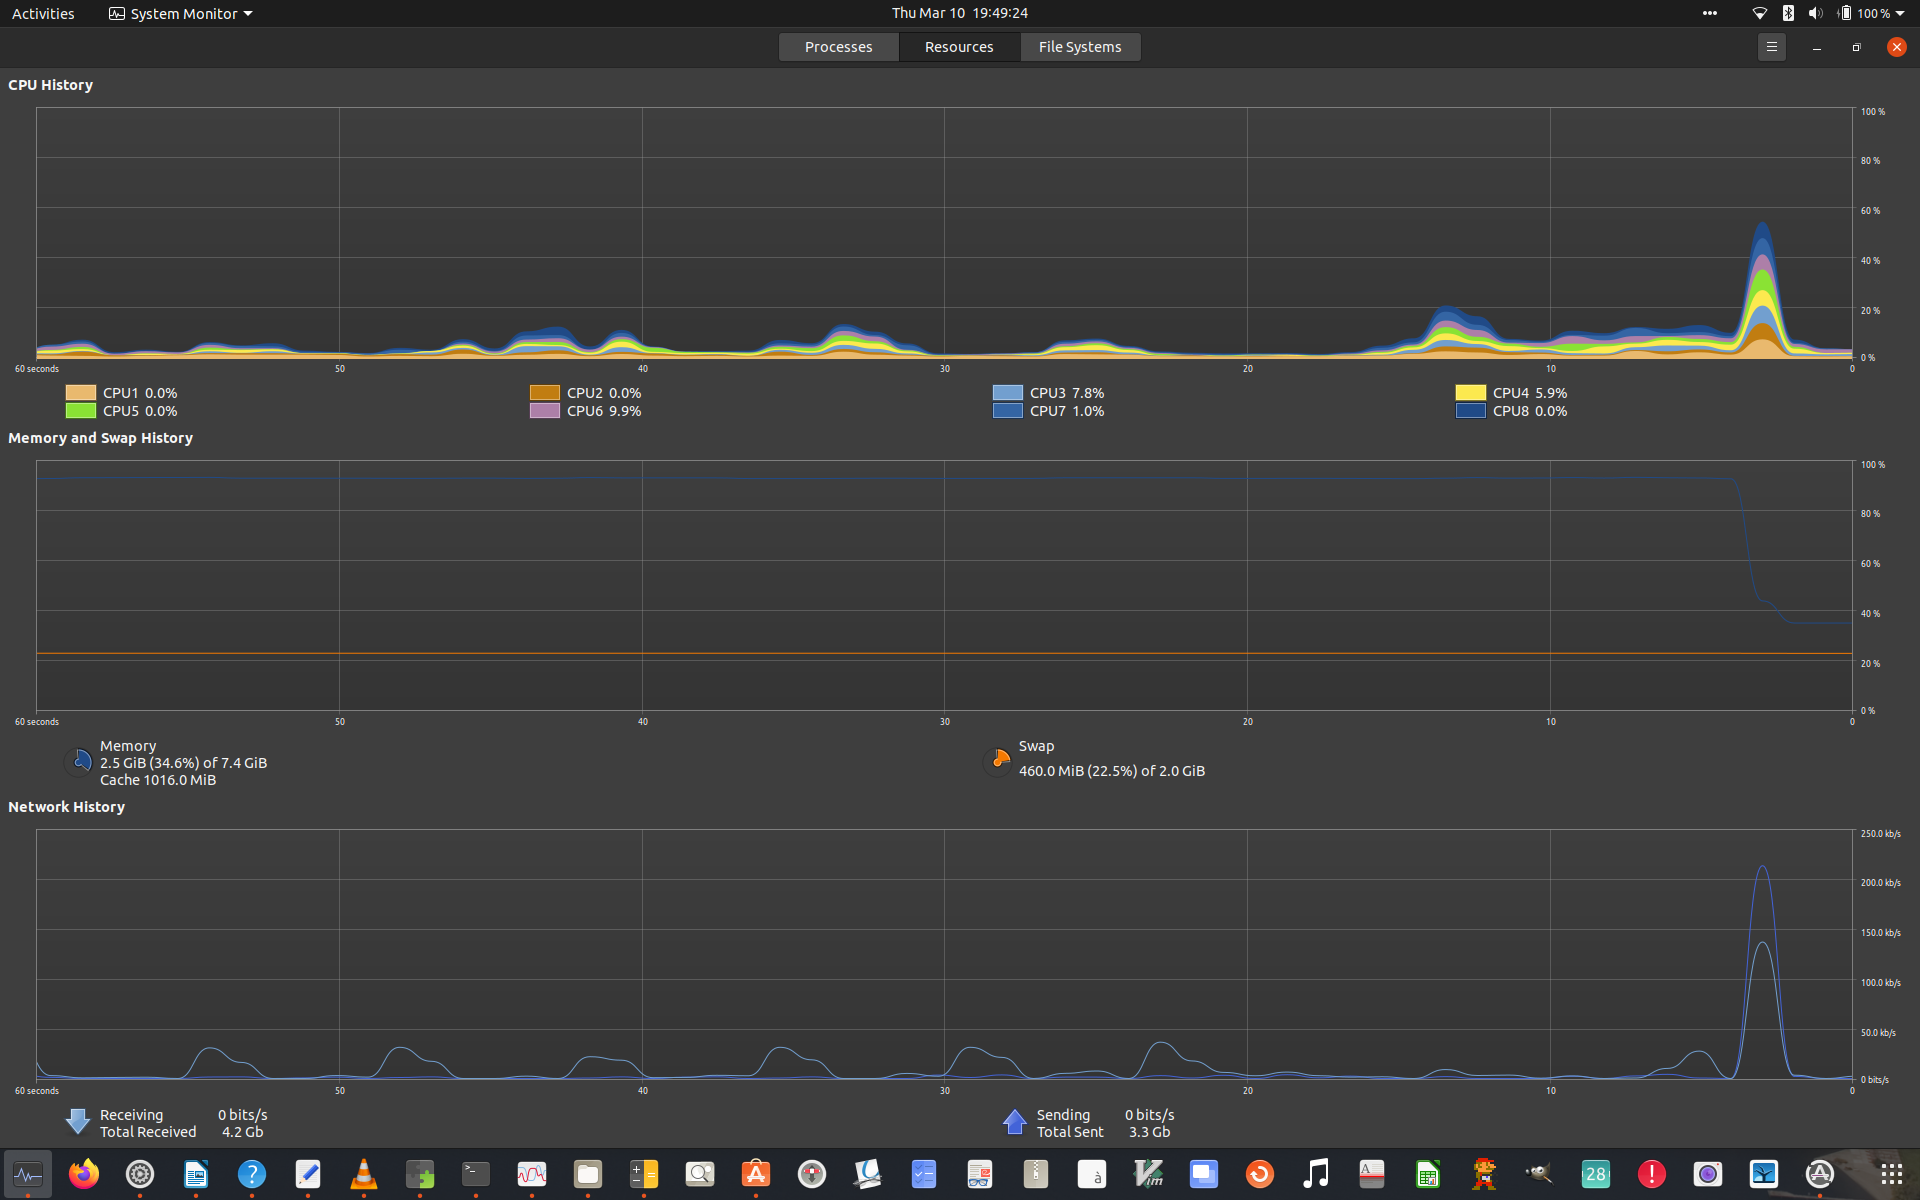 Activities System Monitor Thu Mar 10 19:49:24 100 %
Processes Resources File Systems
CPU History
100 %
80 %
60 %
40 %
20 %
0 %
60 seconds 50 40 30 20 10 0
CPU1 0.0% CPU2 0.0% CPU3 7.8% CPU4 5.9%
CPU5 0.0% CPU6 9.9% CPU7 1.0% CPU8 0.0%
Memory and Swap History
100 %
80 %
60 %
40 %
20 %
0 %
60 seconds 50 40 30 20 10 0
Memory
2.5 GiB (34.6%) of 7.4 GiB
Cache 1016.0 MiB
Swap
460.0 MiB (22.5%) of 2.0 GiB
Network History
250.0 kb/s
200.0 kb/s
150.0 kb/s
100.0 kb/s
50.0 kb/s
0 bits/s
60 seconds 50 40 30 20 10 0
Receiving 0 bits/s
Total Received 4.2 Gb
Sending 0 bits/s
Total Sent 3.3 Gb
? >_ à Vim A 28 !